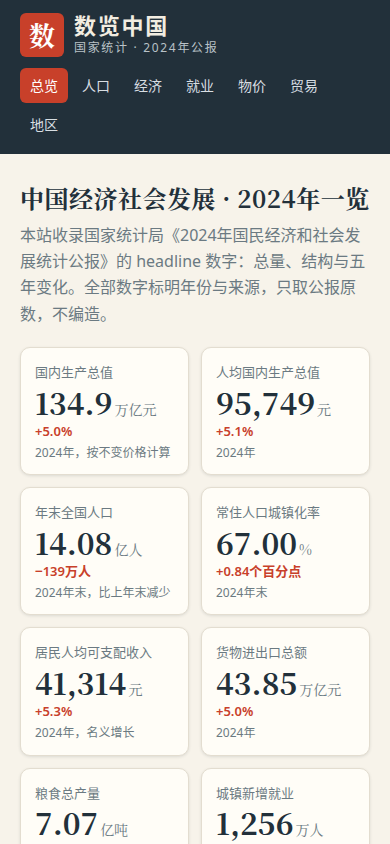 数
数览中国
国家统计 · 2024年公报
总览 人口 经济 就业 物价 贸易
地区
中国经济社会发展 · 2024年一览
本站收录国家统计局《2024年国民经济和社会发
展统计公报》的 headline 数字：总量、结构与五
年变化。全部数字标明年份与来源，只取公报原
数，不编造。
国内生产总值
134.9 万亿元
+5.0%
2024年，按不变价格计算
人均国内生产总值
95,749 元
+5.1%
2024年
年末全国人口
14.08 亿人
−139万人
2024年末，比上年末减少
常住人口城镇化率
67.00 %
+0.84个百分点
2024年末
居民人均可支配收入
41,314 元
+5.3%
2024年，名义增长
货物进出口总额
43.85 万亿元
+5.0%
2024年
粮食总产量
7.07 亿吨
城镇新增就业
1,256 万人